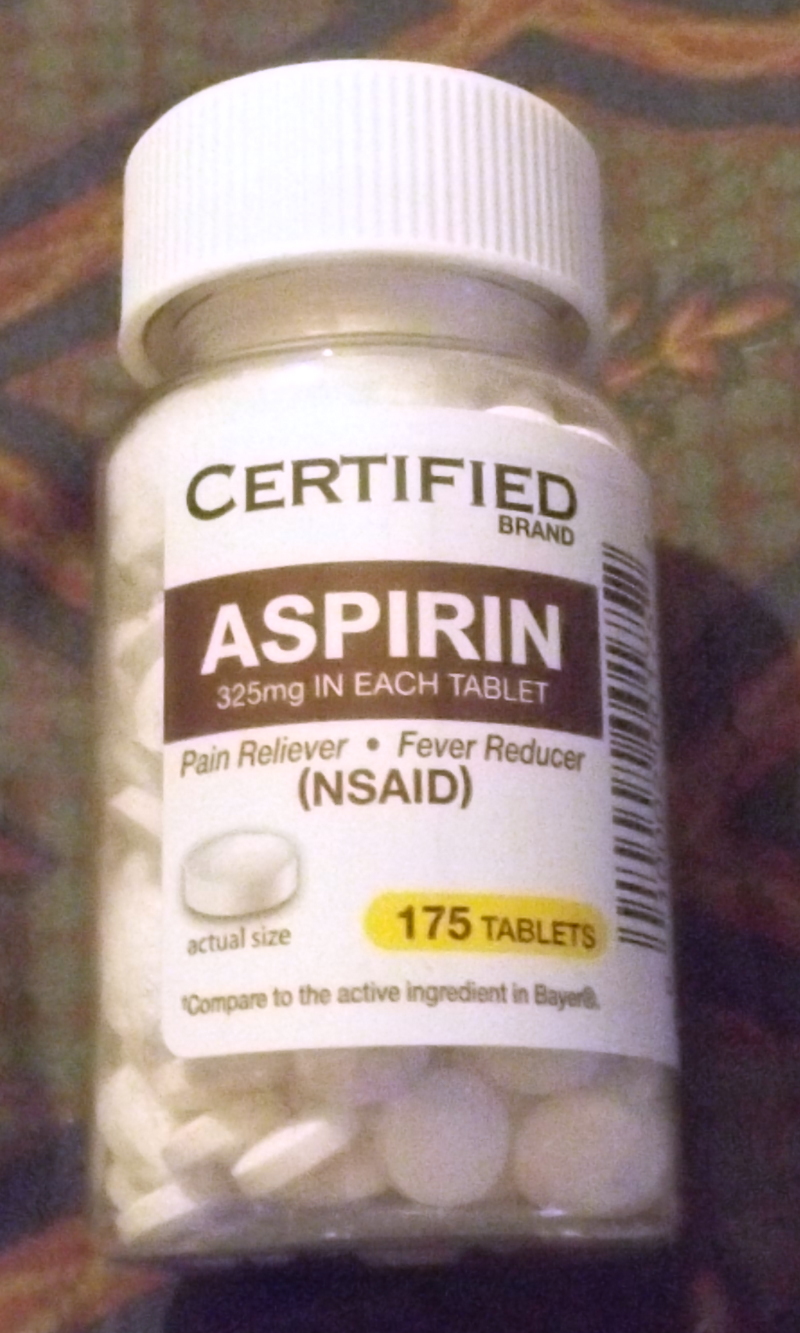 CERTIFIED
BRAND
ASPIRIN
325mg IN EACH TABLET
Pain Reliever • Fever Reducer
(NSAID)
actual size
175 TABLETS
†Compare to the active ingredient in Bayer®.